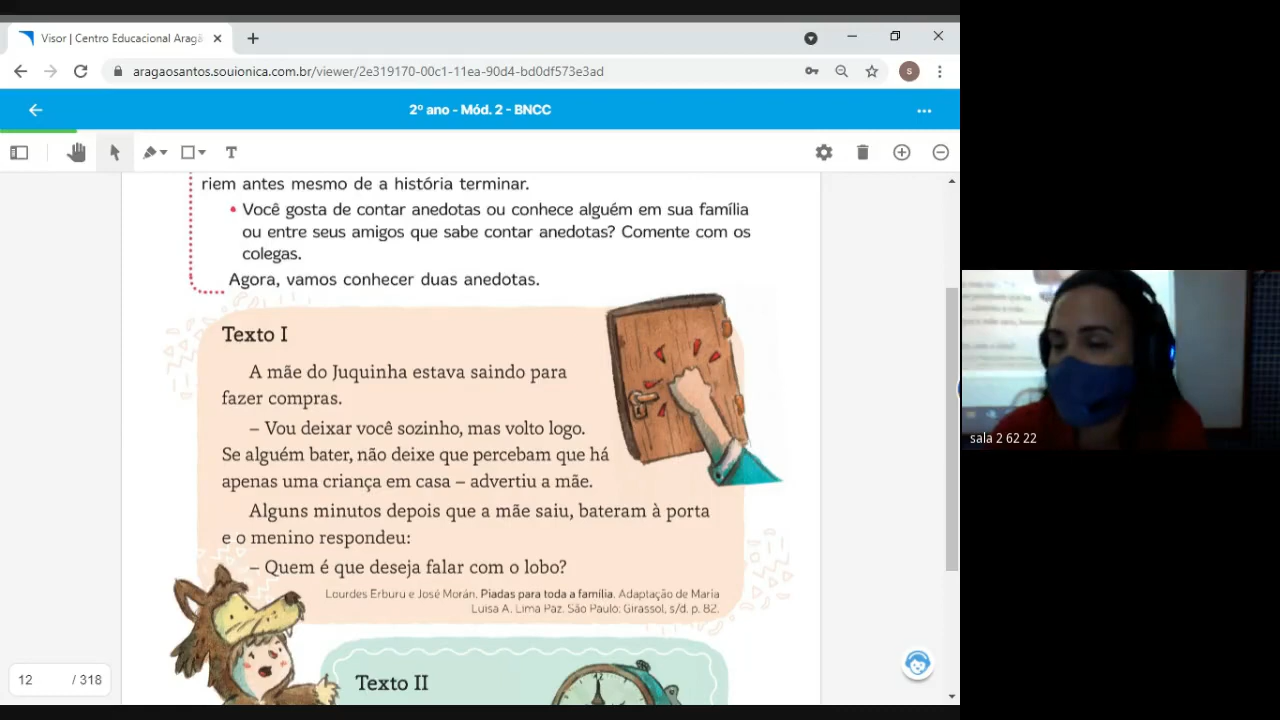 Visor | Centro Educacional Aragã
aragaosantos.souionica.com.br/viewer/2e319170-00c1-11ea-90d4-bd0df573e3ad
S
2º ano - Mód. 2 - BNCC
T
riem antes mesmo de a história terminar.
• Você gosta de contar anedotas ou conhece alguém em sua família
ou entre seus amigos que sabe contar anedotas? Comente com os
colegas.
Agora, vamos conhecer duas anedotas.
Texto I
A mãe do Juquinha estava saindo para
fazer compras.
– Vou deixar você sozinho, mas volto logo.
Se alguém bater, não deixe que percebam que há
apenas uma criança em casa – advertiu a mãe.
Alguns minutos depois que a mãe saiu, bateram à porta
e o menino respondeu:
– Quem é que deseja falar com o lobo?
Lourdes Erburu e José Morán. Piadas para toda a família. Adaptação de Maria
Luisa A. Lima Paz. São Paulo: Girassol, s/d. p. 82.
Texto II
12
12 / 318
sala 2 62 22